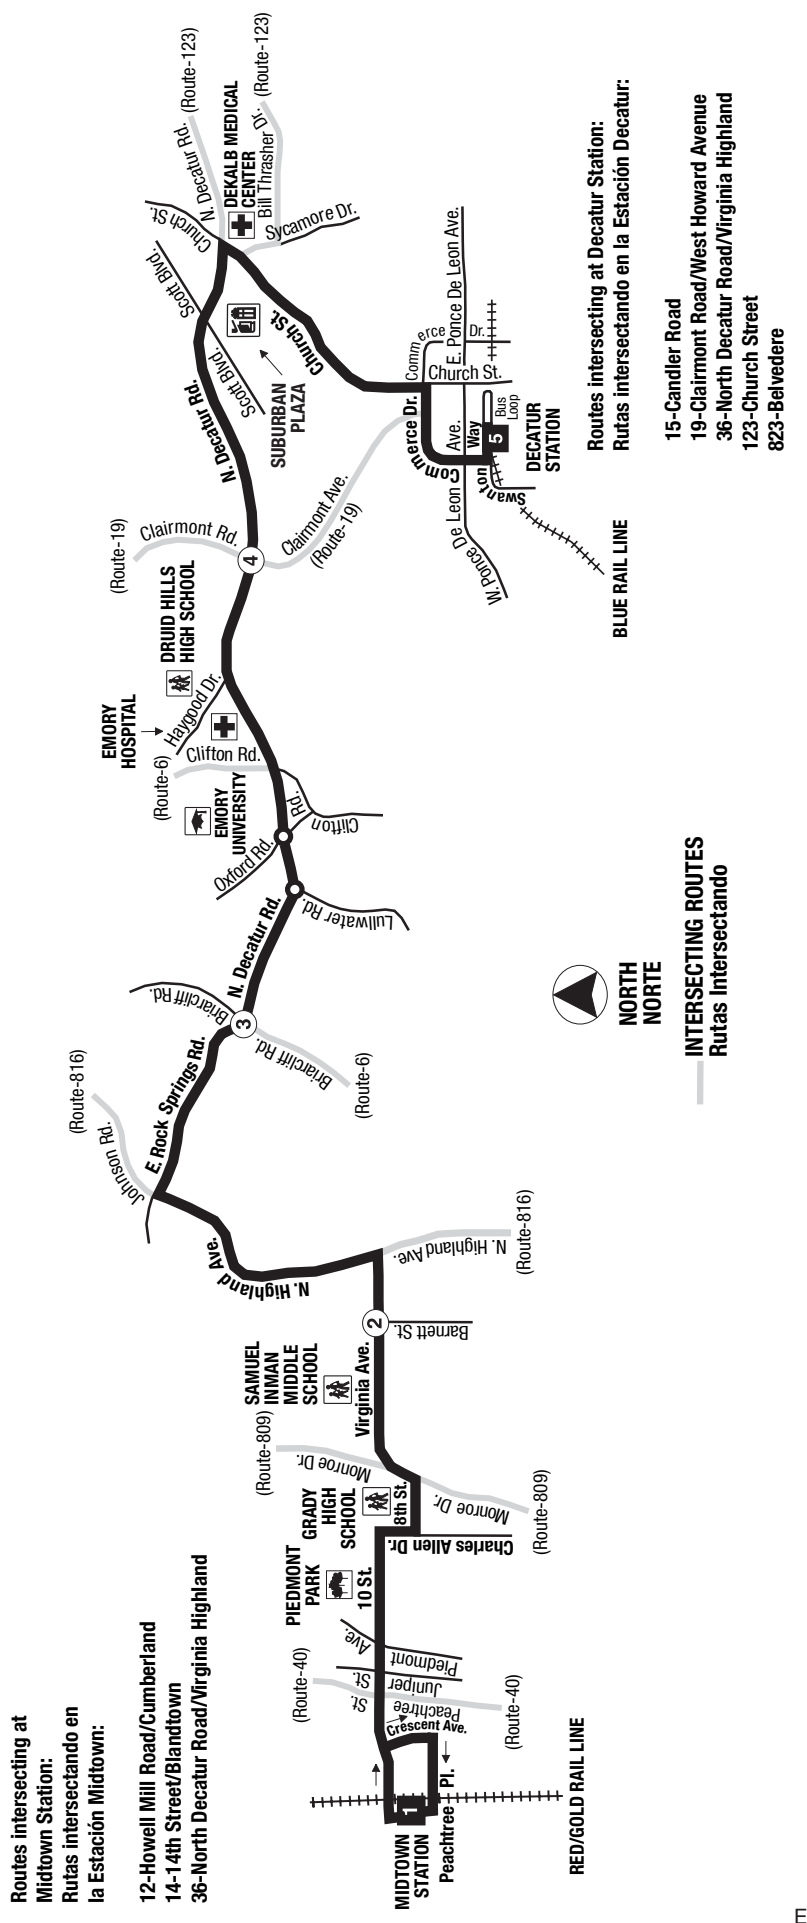 Routes intersecting at
Midtown Station:
Rutas intersectando en
la Estación Midtown:
12-Howell Mill Road/Cumberland
14-14th Street/Blandtown
36-North Decatur Road/Virginia Highland
MIDTOWN
STATION
1
Peachtree Pl.
RED/GOLD RAIL LINE
Crescent Ave.
(Route-40)
Peachtree
St.
(Route-40)
Juniper
St.
Piedmont
Ave.
PIEDMONT
PARK
10 St.
Charles Allen Dr.
GRADY
HIGH
SCHOOL
8th St.
(Route-809)
Monroe Dr.
Monroe Dr.
(Route-809)
SAMUEL
INMAN
MIDDLE
SCHOOL
Virginia Ave.
2
Barnett St.
N. Highland Ave.
(Route-816)
N. Highland
Ave.
Johnson Rd.
(Route-816)
E. Rock Springs Rd.
3
Briarcliff Rd.
Briarcliff Rd.
(Route-6)
N. Decatur Rd.
Lullwater Rd.
Oxford Rd.
Clifton
Rd.
EMORY
UNIVERSITY
(Route-6)
Clifton Rd.
EMORY
HOSPITAL
Haygood Dr.
DRUID HILLS
HIGH SCHOOL
(Route-19)
Clairmont Rd.
4
Clairmont Ave.
(Route-19)
N. Decatur Rd.
Scott Blvd.
Scott Blvd.
SUBURBAN
PLAZA
Church St.
Church St.
N. Decatur Rd. (Route-123)
DEKALB MEDICAL
CENTER
Bill Thrasher Dr. (Route-123)
Sycamore Dr.
Commerce Dr.
Commerce
Dr.
Church St.
E. Ponce De Leon Ave.
W. Ponce De Leon
Ave.
Swanton
Way
5
Bus
Loop
DECATUR
STATION
BLUE RAIL LINE
NORTH
NORTE
INTERSECTING ROUTES
Rutas Intersectando
Routes intersecting at Decatur Station:
Rutas intersectando en la Estación Decatur:
15-Candler Road
19-Clairmont Road/West Howard Avenue
36-North Decatur Road/Virginia Highland
123-Church Street
823-Belvedere
E